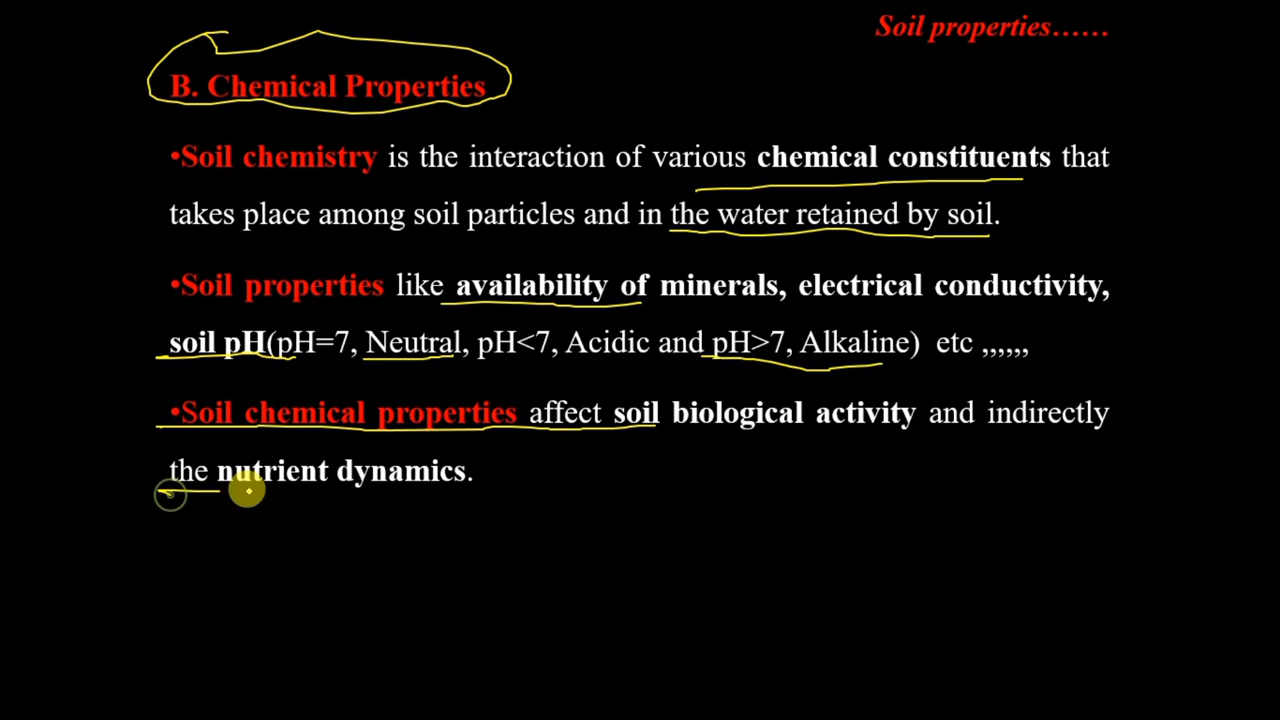 Soil properties......
B. Chemical Properties
•Soil chemistry is the interaction of various chemical constituents that
takes place among soil particles and in the water retained by soil.
•Soil properties like availability of minerals, electrical conductivity,
soil pH(pH=7, Neutral, pH<7, Acidic and pH>7, Alkaline) etc ,,,,,,
•Soil chemical properties affect soil biological activity and indirectly
the nutrient dynamics.